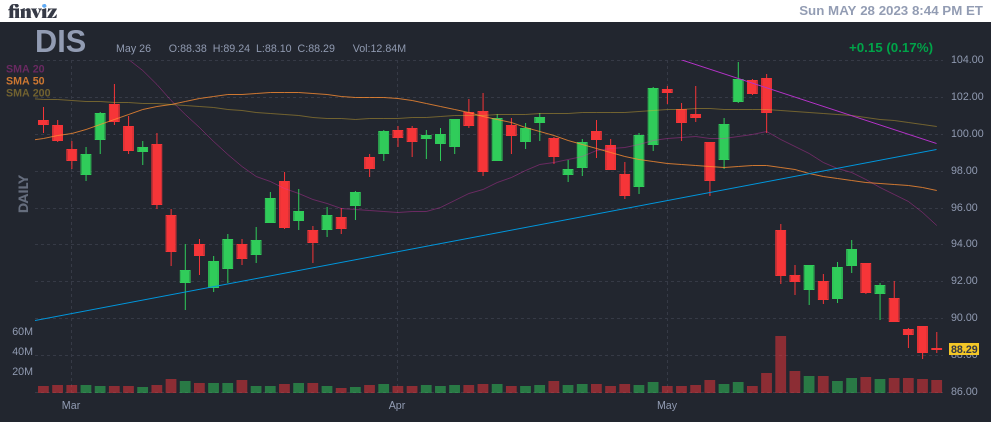 finviz
Sun MAY 28 2023 8:44 PM ET
DIS
May 26 O:88.38 H:89.24 L:88.10 C:88.29 Vol:12.84M
+0.15 (0.17%)
SMA 20
SMA 50
SMA 200
DAILY
104.00
102.00
100.00
98.00
96.00
94.00
92.00
90.00
88.00
88.29
86.00
60M
40M
20M
Mar
Apr
May